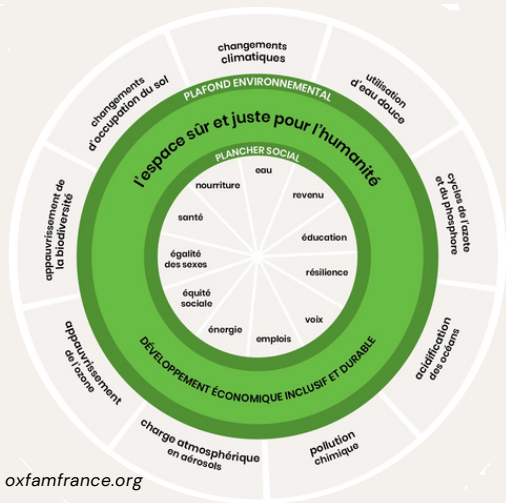 changements
climatiques
utilisation
d'eau douce
cycles de l'azote
et du phosphore
acidification
des océans
pollution
chimique
charge atmosphérique
en aérosols
appauvrissement
de l'ozone
appauvrissement de
la biodiversité
changements
d'occupation du sol
PLAFOND ENVIRONNEMENTAL
l'espace sûr et juste pour l'humanité
PLANCHER SOCIAL
eau
revenu
éducation
résilience
voix
emplois
énergie
équité
sociale
égalité
des sexes
santé
nourriture
DÉVELOPPEMENT ÉCONOMIQUE INCLUSIF ET DURABLE
oxfamfrance.org